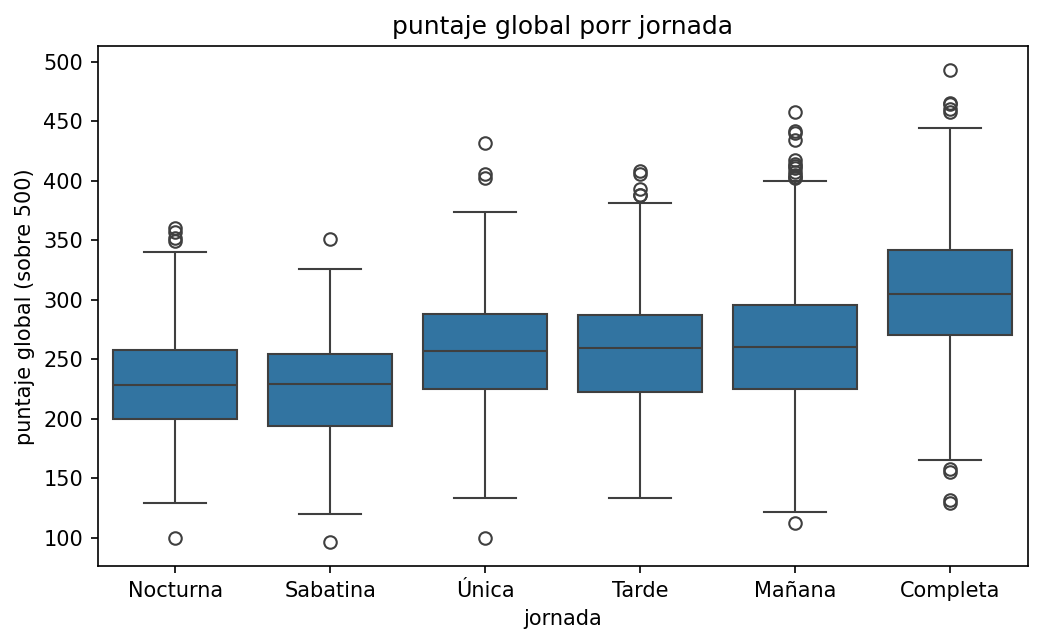 puntaje global porr jornada
puntaje global (sobre 500)
500
450
400
350
300
250
200
150
100
Nocturna Sabatina Única Tarde Mañana Completa
jornada